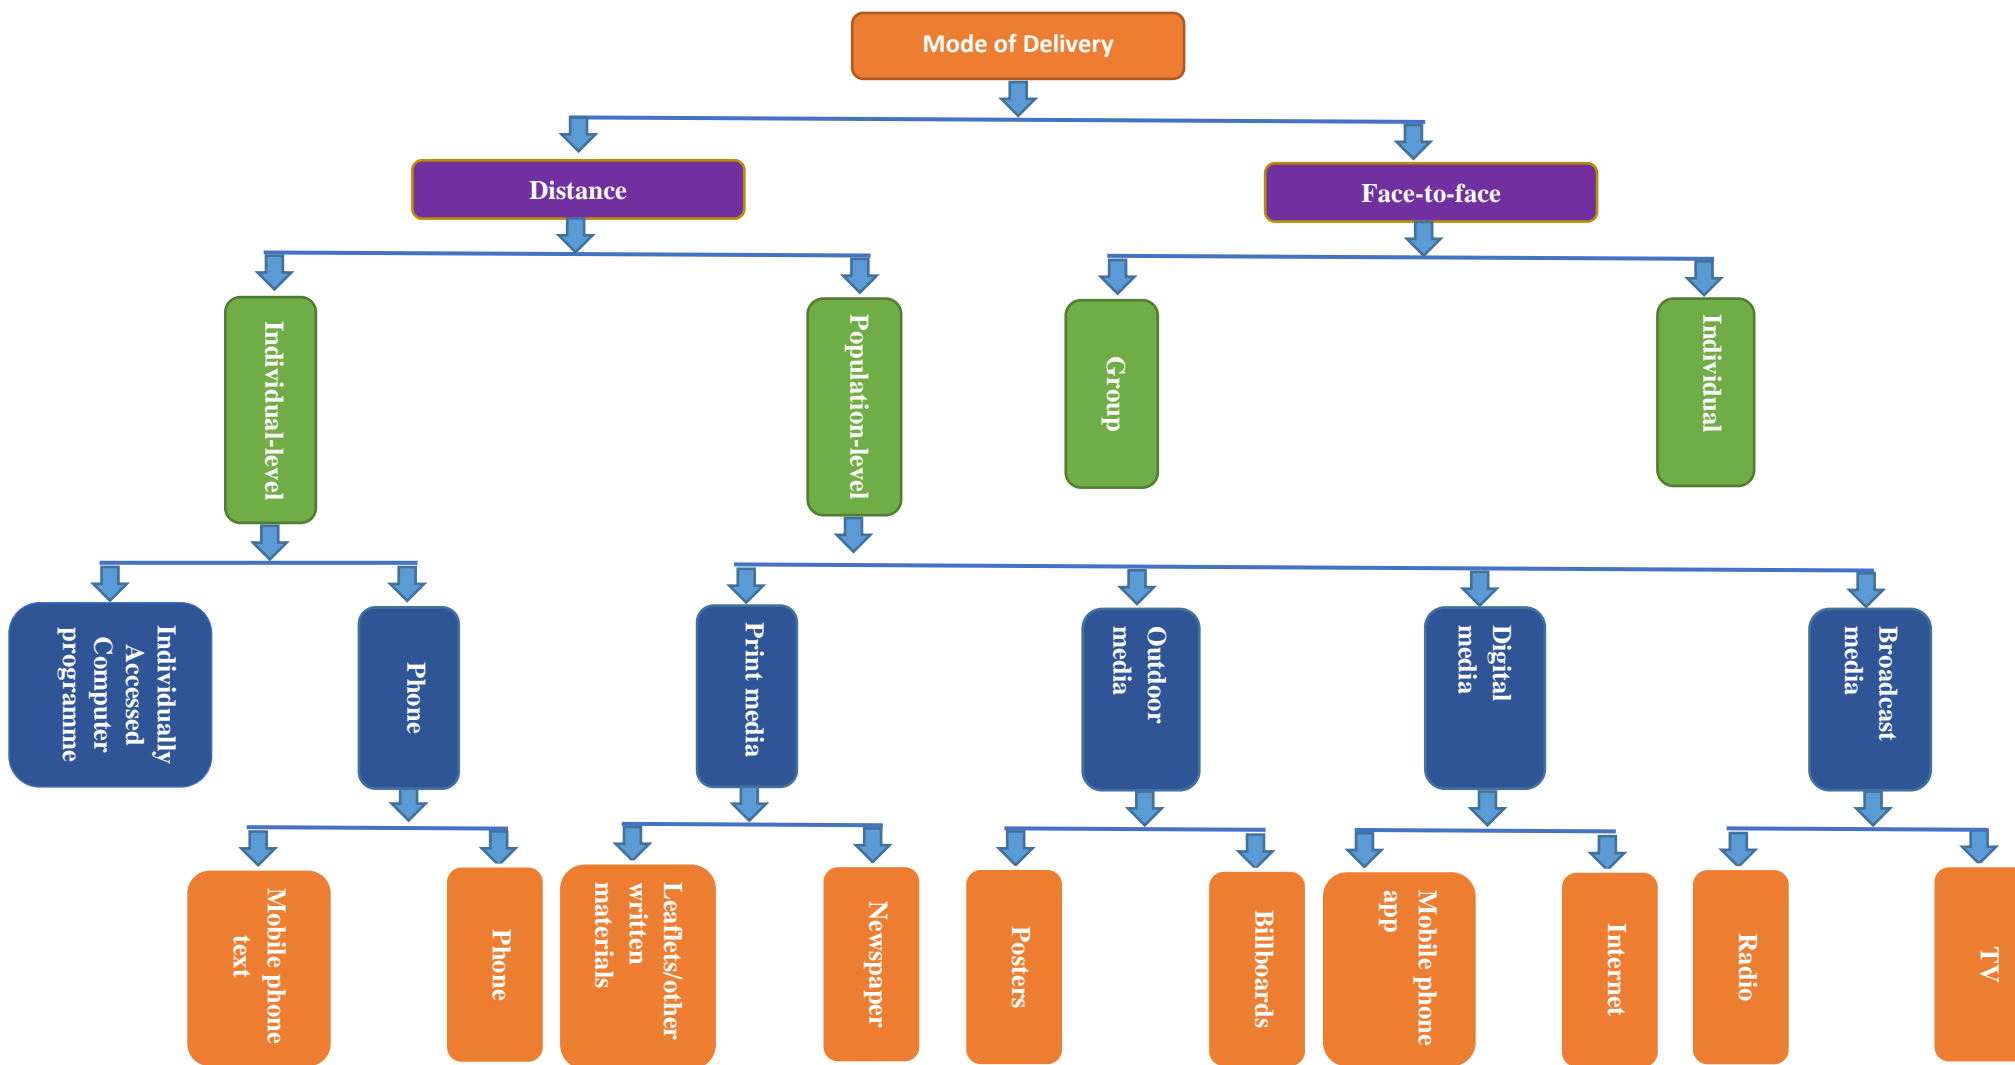 Mode of Delivery
Distance
Face-to-face
Individual-level
Population-level
Group
Individual
Individually
Accessed
Computer
programme
Phone
Print media
Outdoor
media
Digital
media
Broadcast
media
Mobile phone
text
Phone
Leaflets/other
written
materials
Newspaper
Posters
Billboards
Mobile phone
app
Internet
Radio
TV